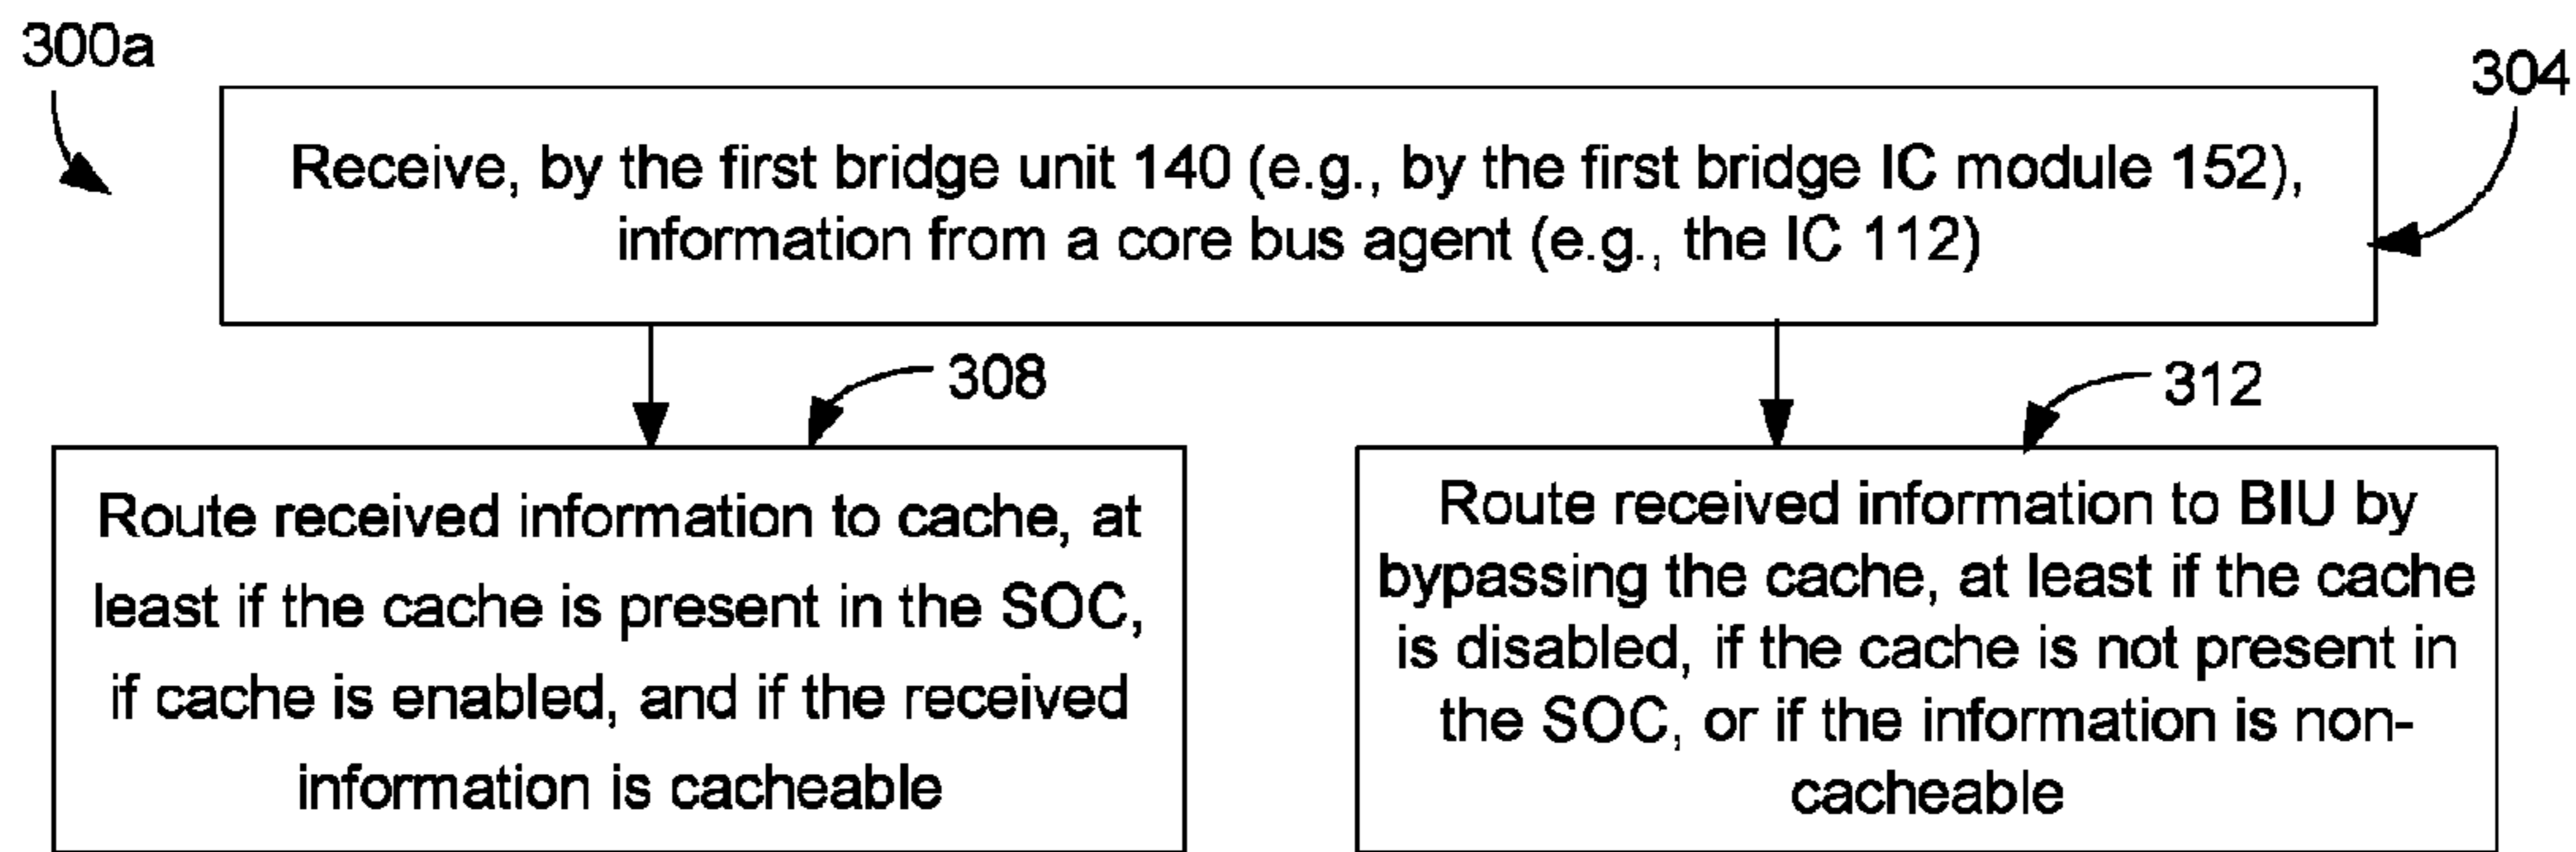 300a
304
Receive, by the first bridge unit 140 (e.g., by the first bridge IC module 152),
information from a core bus agent (e.g., the IC 112)
308
312
Route received information to cache, at
least if the cache is present in the SOC,
if cache is enabled, and if the received
information is cacheable
Route received information to BIU by
bypassing the cache, at least if the cache
is disabled, if the cache is not present in
the SOC, or if the information is non-
cacheable